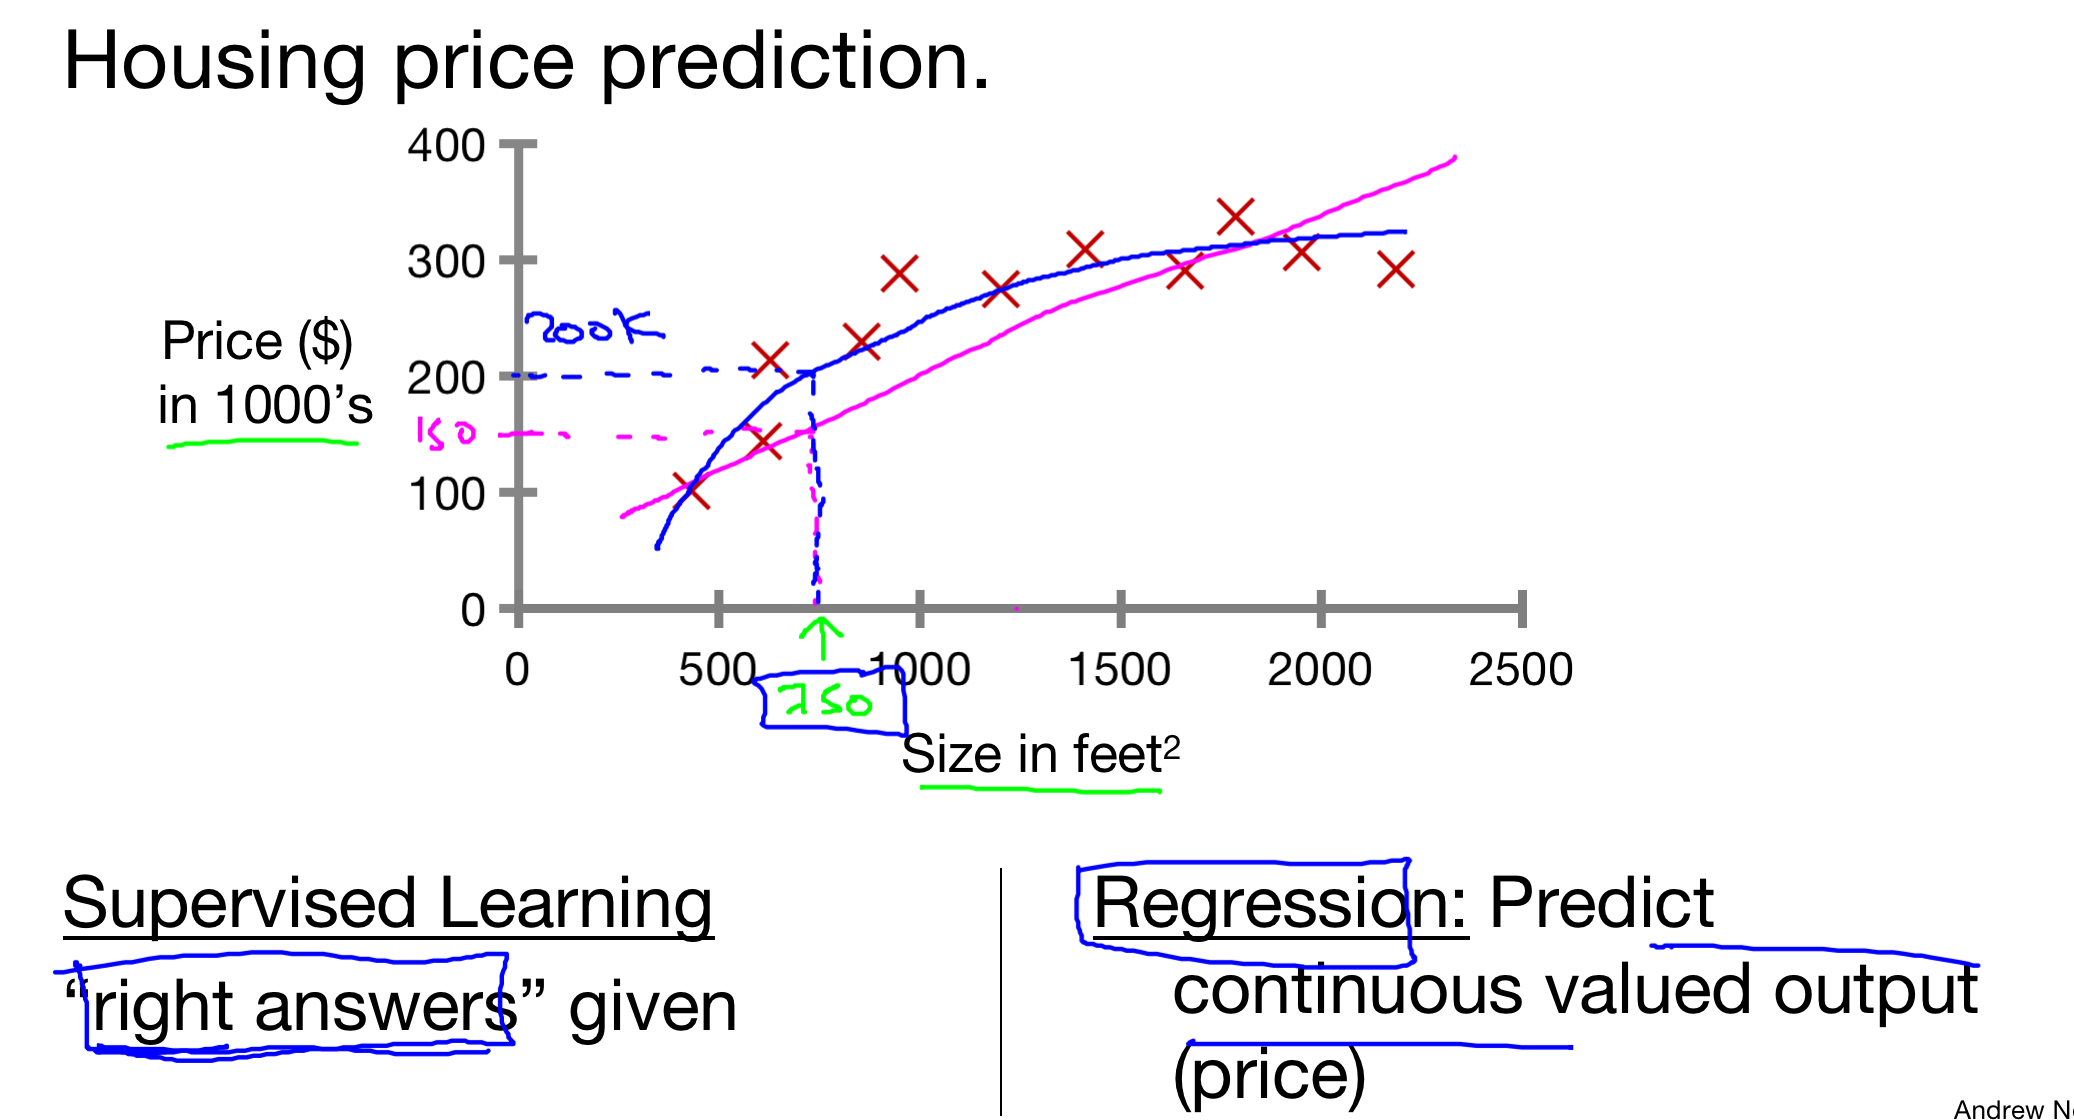 Housing price prediction.
400
300
200K
200
Price ($)
in 1000's
150
100
0
0 500 1000 1500 2000 2500
750
Size in feet²
Supervised Learning
“right answers” given
Regression: Predict
continuous valued output
(price)
Andrew